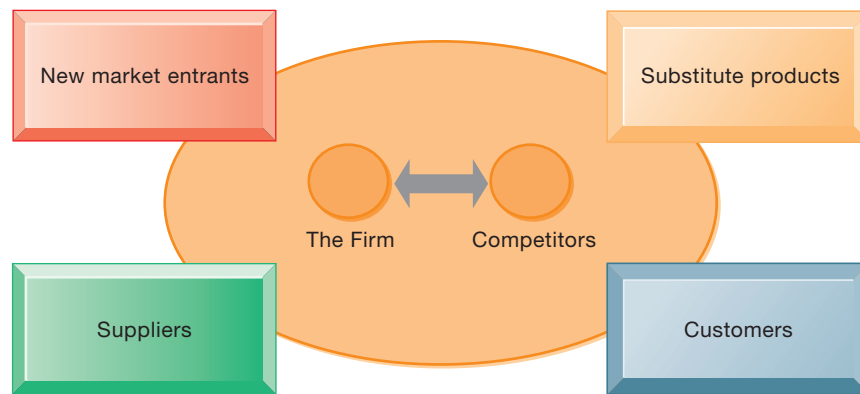 New market entrants
Substitute products
The Firm
Competitors
Suppliers
Customers